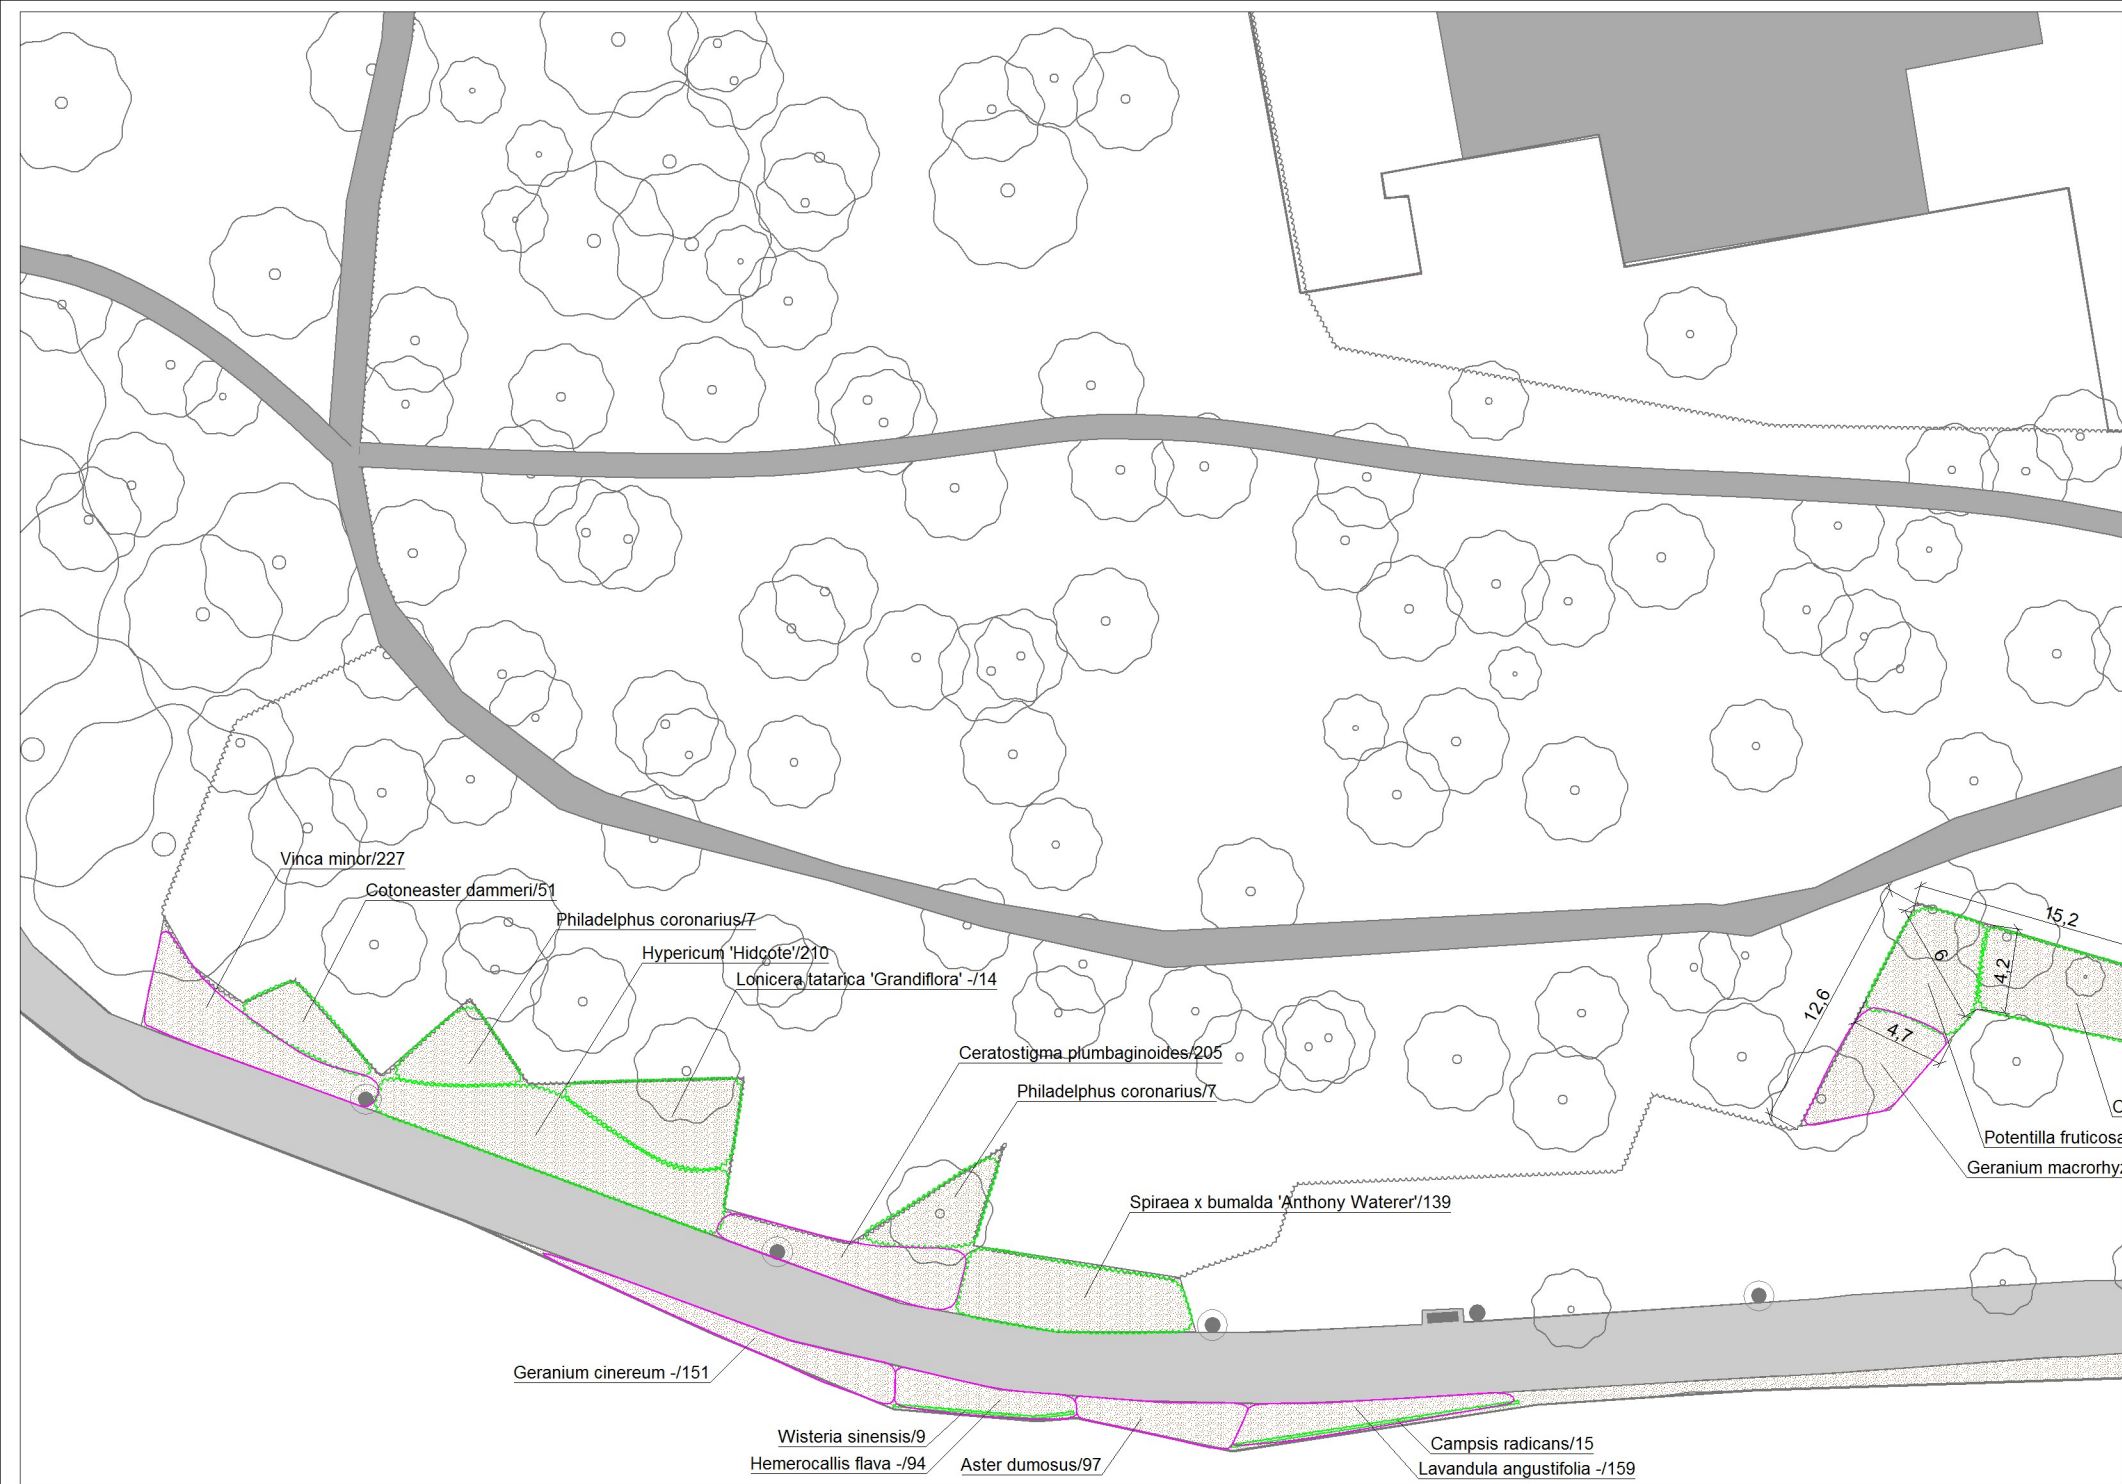 Vinca minor/227
Cotoneaster dammeri/51
Philadelphus coronarius/7
Hypericum 'Hidcote'/210
Lonicera tatarica 'Grandiflora' -/14
15,2
6
4,2
12,6
4,7
Ceratostigma plumbaginoides/205
Philadelphus coronarius/7
Potentilla fruticosa
Geranium macrorhyz
Spiraea x bumalda 'Anthony Waterer'/139
Geranium cinereum -/151
Wisteria sinensis/9
Hemerocallis flava -/94
Aster dumosus/97
Campsis radicans/15
Lavandula angustifolia -/159